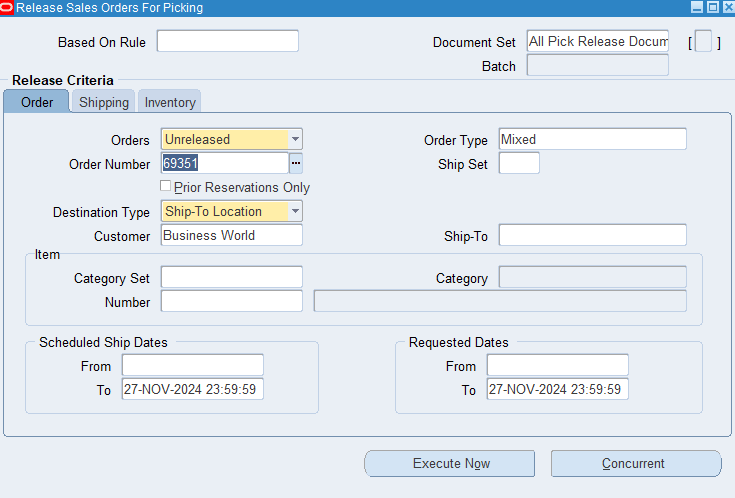 Release Sales Orders For Picking
Based On Rule
Document Set All Pick Release Docum [ ]
Batch
Release Criteria
Order Shipping Inventory
Orders Unreleased Order Type Mixed
Order Number 69351 ... Ship Set
Prior Reservations Only
Destination Type Ship-To Location
Customer Business World Ship-To
Item
Category Set Category
Number
Scheduled Ship Dates Requested Dates
From From
To 27-NOV-2024 23:59:59 To 27-NOV-2024 23:59:59
Execute Now Concurrent